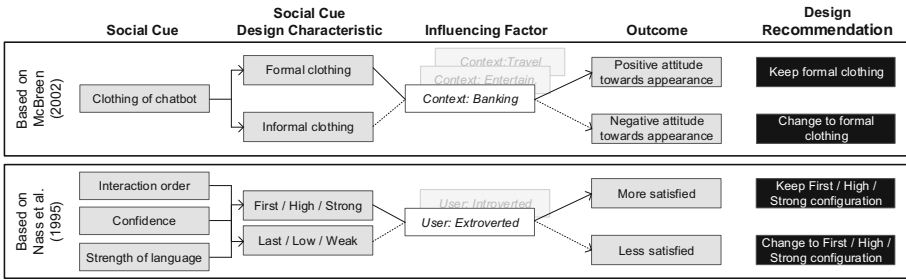 Social Cue
Social Cue
Design Characteristic
Influencing Factor
Outcome
Design
Recommendation
Based on
McBreen
(2002)
Clothing of chatbot
Formal clothing
Informal clothing
Context:Travel
Context: Entertain.
Context: Banking
Positive attitude
towards appearance
Negative attitude
towards appearance
Keep formal clothing
Change to formal
clothing
Based on
Nass et al.
(1995)
Interaction order
Confidence
Strength of language
First / High / Strong
Last / Low / Weak
User: Introverted
User: Extroverted
More satisfied
Less satisfied
Keep First / High /
Strong configuration
Change to First / High /
Strong configuration